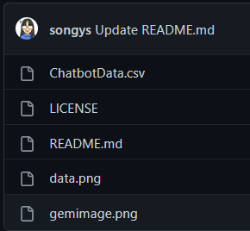 songys Update README.md
ChatbotData.csv
LICENSE
README.md
data.png
gemimage.png